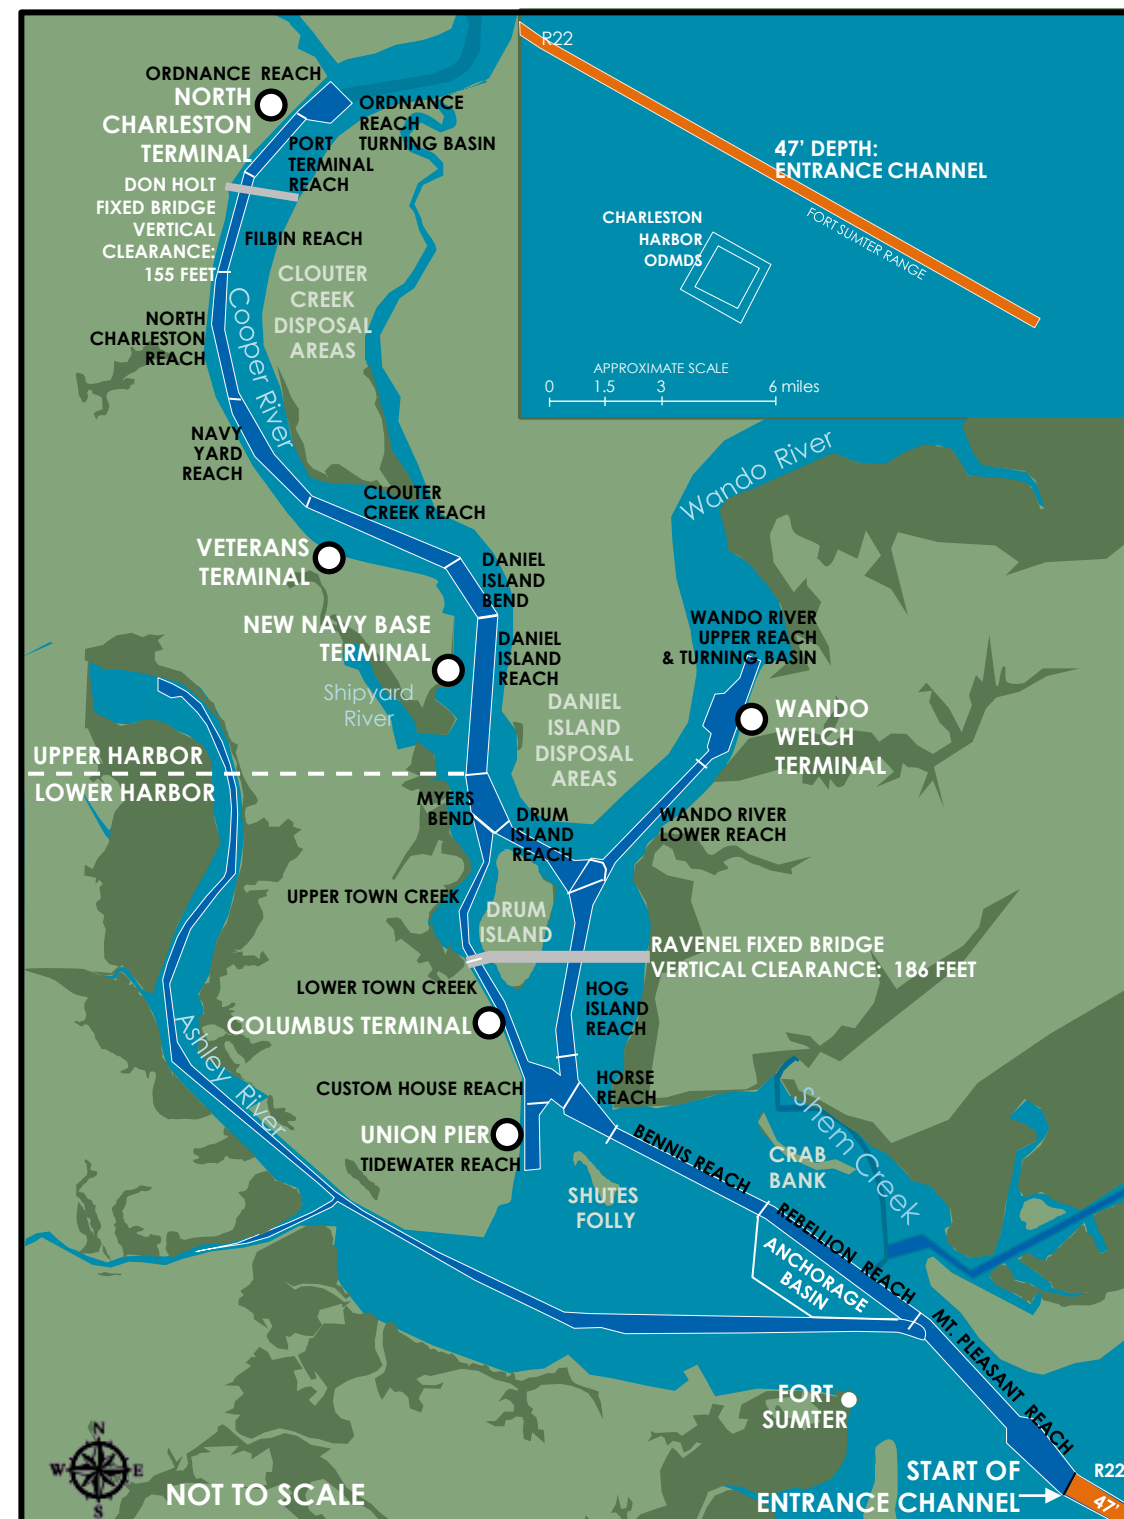 R22
47' DEPTH:
ENTRANCE CHANNEL
FORT SUMTER RANGE
CHARLESTON
HARBOR
ODMDS
APPROXIMATE SCALE
0 1.5 3 6 miles
ORDNANCE REACH
NORTH
CHARLESTON
TERMINAL
ORDNANCE
REACH
TURNING BASIN
PORT
TERMINAL
REACH
DON HOLT
FIXED BRIDGE
VERTICAL
CLEARANCE:
155 FEET
FILBIN REACH
CLOUTER
CREEK
DISPOSAL
AREAS
Cooper River
NORTH
CHARLESTON
REACH
NAVY
YARD
REACH
CLOUTER
CREEK REACH
Wando River
VETERANS
TERMINAL
DANIEL
ISLAND
BEND
NEW NAVY BASE
TERMINAL
DANIEL
ISLAND
REACH
WANDO RIVER
UPPER REACH
& TURNING BASIN
Shipyard
River
DANIEL
ISLAND
DISPOSAL
AREAS
WANDO
WELCH
TERMINAL
UPPER HARBOR
LOWER HARBOR
MYERS
BEND
DRUM
ISLAND
REACH
WANDO RIVER
LOWER REACH
UPPER TOWN CREEK
DRUM
ISLAND
RAVENEL FIXED BRIDGE
VERTICAL CLEARANCE: 186 FEET
LOWER TOWN CREEK
HOG
ISLAND
REACH
COLUMBUS TERMINAL
Ashley River
CUSTOM HOUSE REACH
HORSE
REACH
Shem Creek
UNION PIER
TIDEWATER REACH
BENNIS REACH
CRAB
BANK
SHUTES
FOLLY
REBELLION REACH
ANCHORAGE
BASIN
MT. PLEASANT REACH
FORT
SUMTER
N
W E
S
NOT TO SCALE
START OF
ENTRANCE CHANNEL
R22
47'